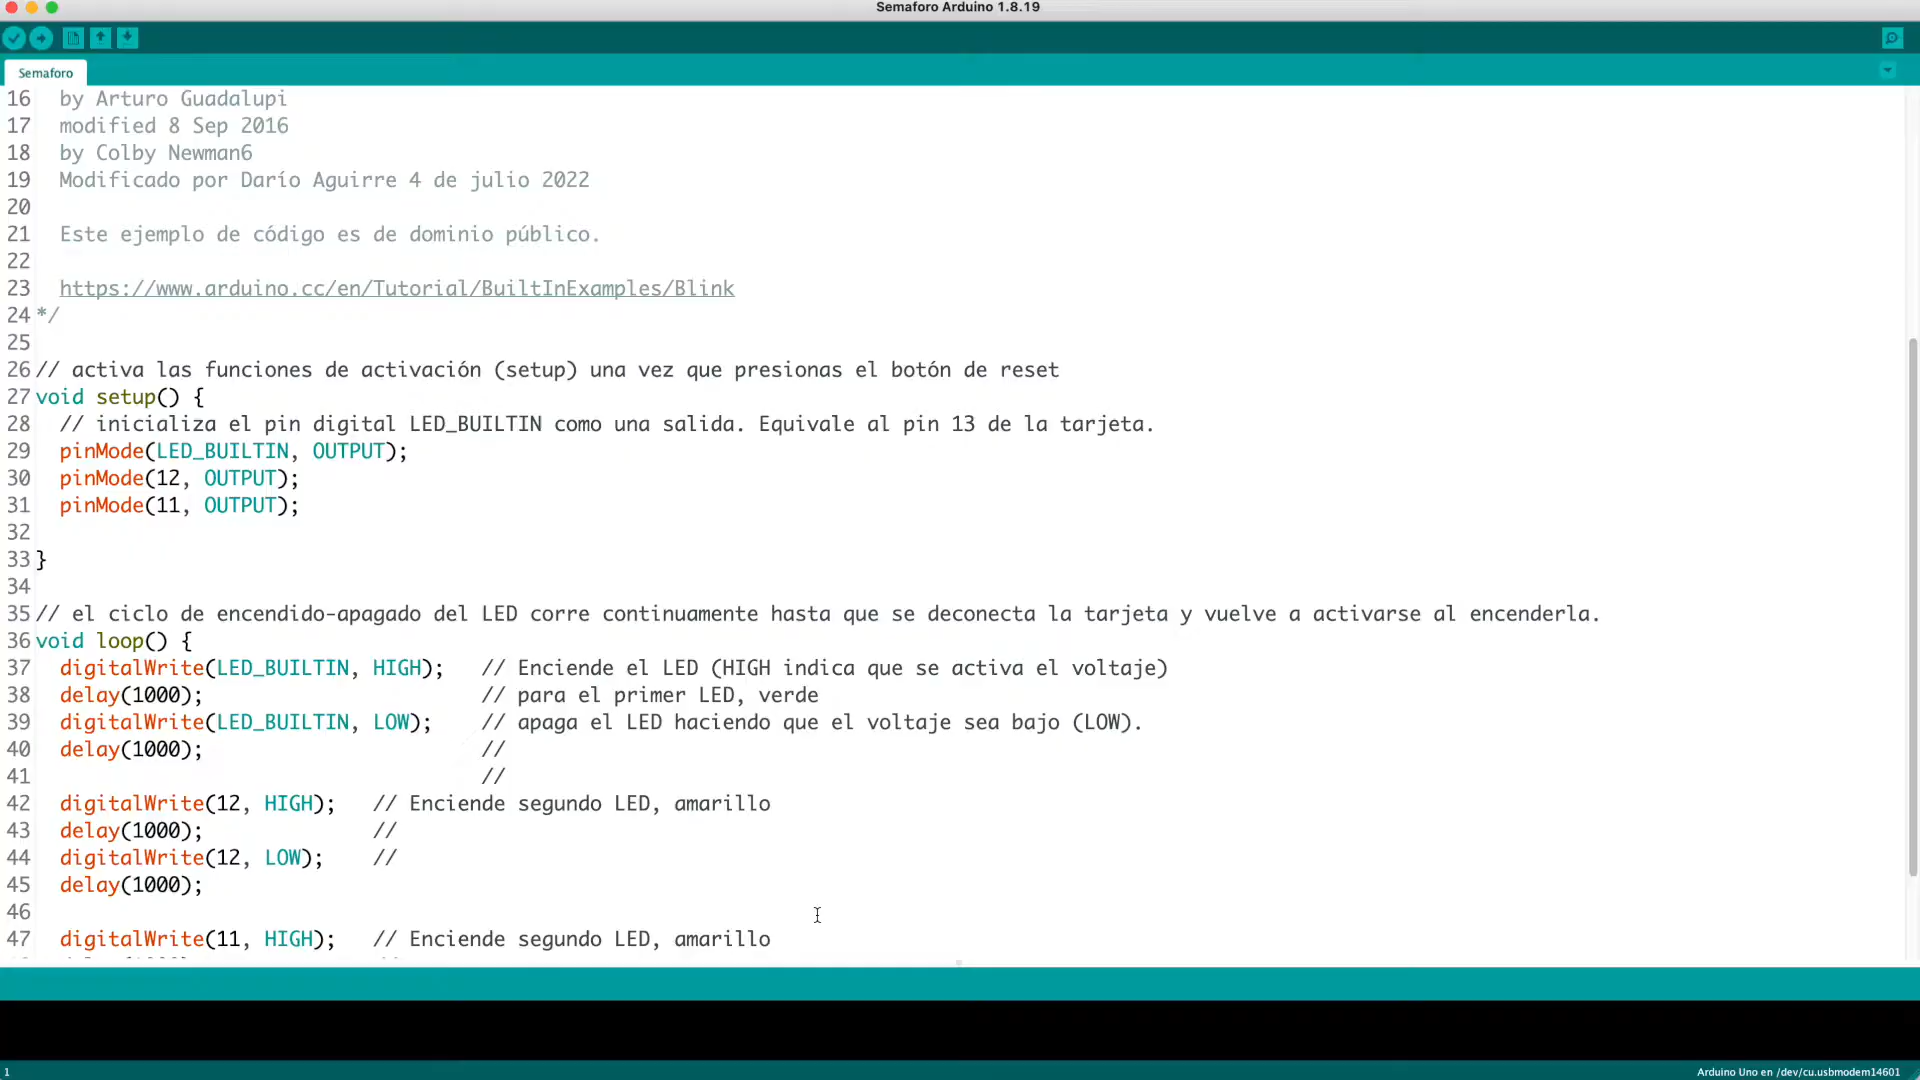 Semaforo Arduino 1.8.19
Semaforo
16 by Arturo Guadalupi
17 modified 8 Sep 2016
18 by Colby Newman6
19 Modificado por Darío Aguirre 4 de julio 2022
20
21 Este ejemplo de código es de dominio público.
22
23 https://www.arduino.cc/en/Tutorial/BuiltInExamples/Blink
24 */
25
26 // activa las funciones de activación (setup) una vez que presionas el botón de reset
27 void setup() {
28 // inicializa el pin digital LED_BUILTIN como una salida. Equivale al pin 13 de la tarjeta.
29 pinMode(LED_BUILTIN, OUTPUT);
30 pinMode(12, OUTPUT);
31 pinMode(11, OUTPUT);
32
33 }
34
35 // el ciclo de encendido-apagado del LED corre continuamente hasta que se deconecta la tarjeta y vuelve a activarse al encenderla.
36 void loop() {
37 digitalWrite(LED_BUILTIN, HIGH); // Enciende el LED (HIGH indica que se activa el voltaje)
38 delay(1000); // para el primer LED, verde
39 digitalWrite(LED_BUILTIN, LOW); // apaga el LED haciendo que el voltaje sea bajo (LOW).
40 delay(1000); //
41 //
42 digitalWrite(12, HIGH); // Enciende segundo LED, amarillo
43 delay(1000); //
44 digitalWrite(12, LOW); //
45 delay(1000);
46
47 digitalWrite(11, HIGH); // Enciende segundo LED, amarillo
1
Arduino Uno en /dev/cu.usbmodem14601